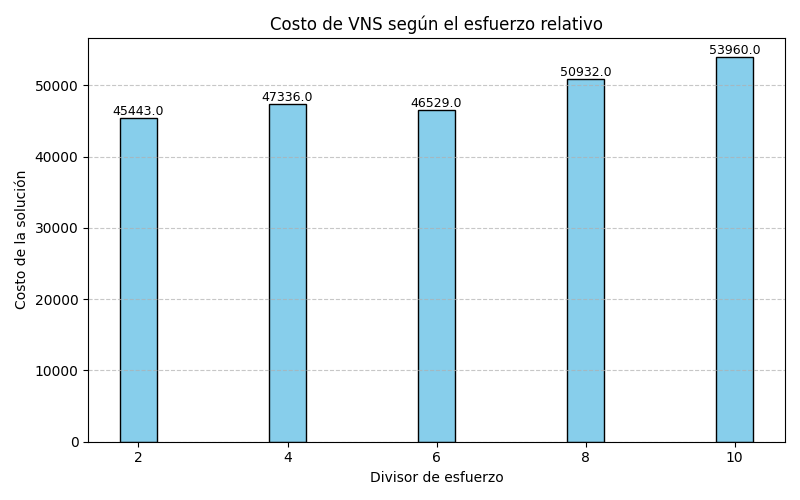 Costo de VNS según el esfuerzo relativo
53960.0
50932.0
47336.0
46529.0
45443.0
50000
40000
30000
20000
10000
0
Costo de la solución
2 4 6 8 10
Divisor de esfuerzo